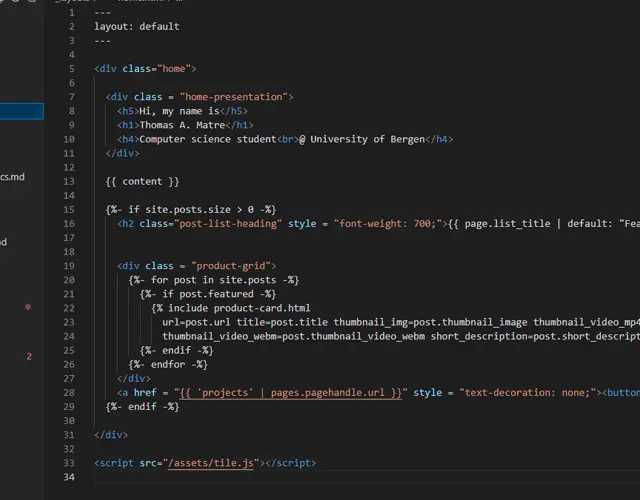 1 ---
2 layout: default
3 ---
4
5 <div class="home">
6
7 <div class = "home-presentation">
8 <h5>Hi, my name is</h5>
9 <h1>Thomas A. Matre</h1>
10 <h4>Computer science student<br>@ University of Bergen</h4>
11 </div>
12
cs.md
13 {{ content }}
14
15 {%- if site.posts.size > 0 -%}
16 <h2 class="post-list-heading" style = "font-weight: 700;">{{ page.list_title | default: "Fea
17
nd
18
19 <div class = "product-grid">
20 {%- for post in site.posts -%}
21 {%- if post.featured -%}
22 {% include product-card.html
23 url=post.url title=post.title thumbnail_img=post.thumbnail_image thumbnail_video_mp4
24 thumbnail_video_webm=post.thumbnail_video_webm short_description=post.short_descript
25 {%- endif -%}
2
26 {%- endfor -%}
27 </div>
28 <a href = "{{ 'projects' | pages.pagehandle.url }}" style = "text-decoration: none;"><button
29 {%- endif -%}
30
31 </div>
32
33 <script src="/assets/tile.js"></script>
34